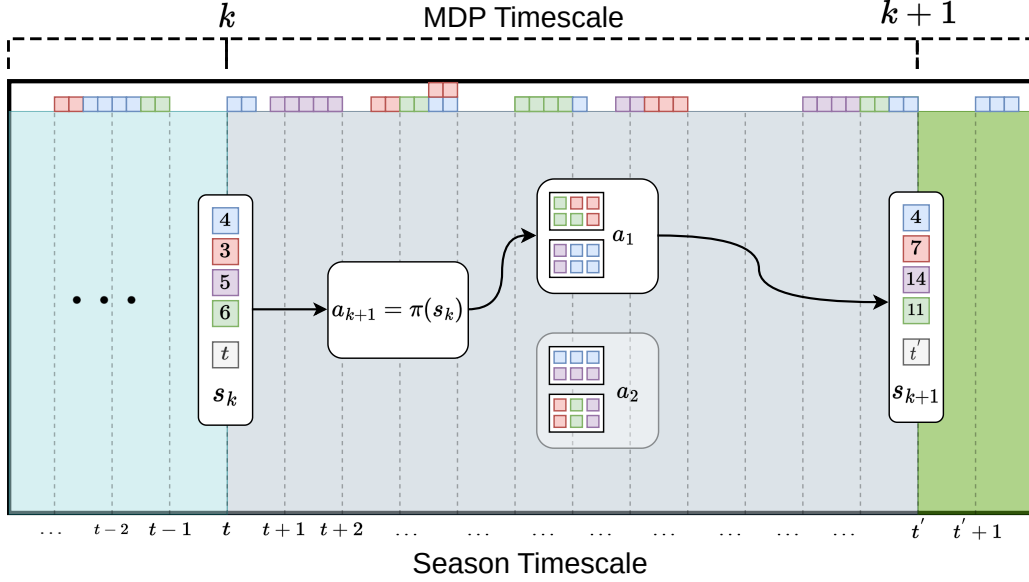 MDP Timescale
k
k + 1
4
3
5
6
t
s_k
a_{k+1} = π(s_k)
a_1
a_2
4
7
14
11
t'
s_{k+1}
...
t − 2
t − 1
t
t + 1
t + 2
...
...
...
...
...
...
...
...
t'
t' + 1
Season Timescale